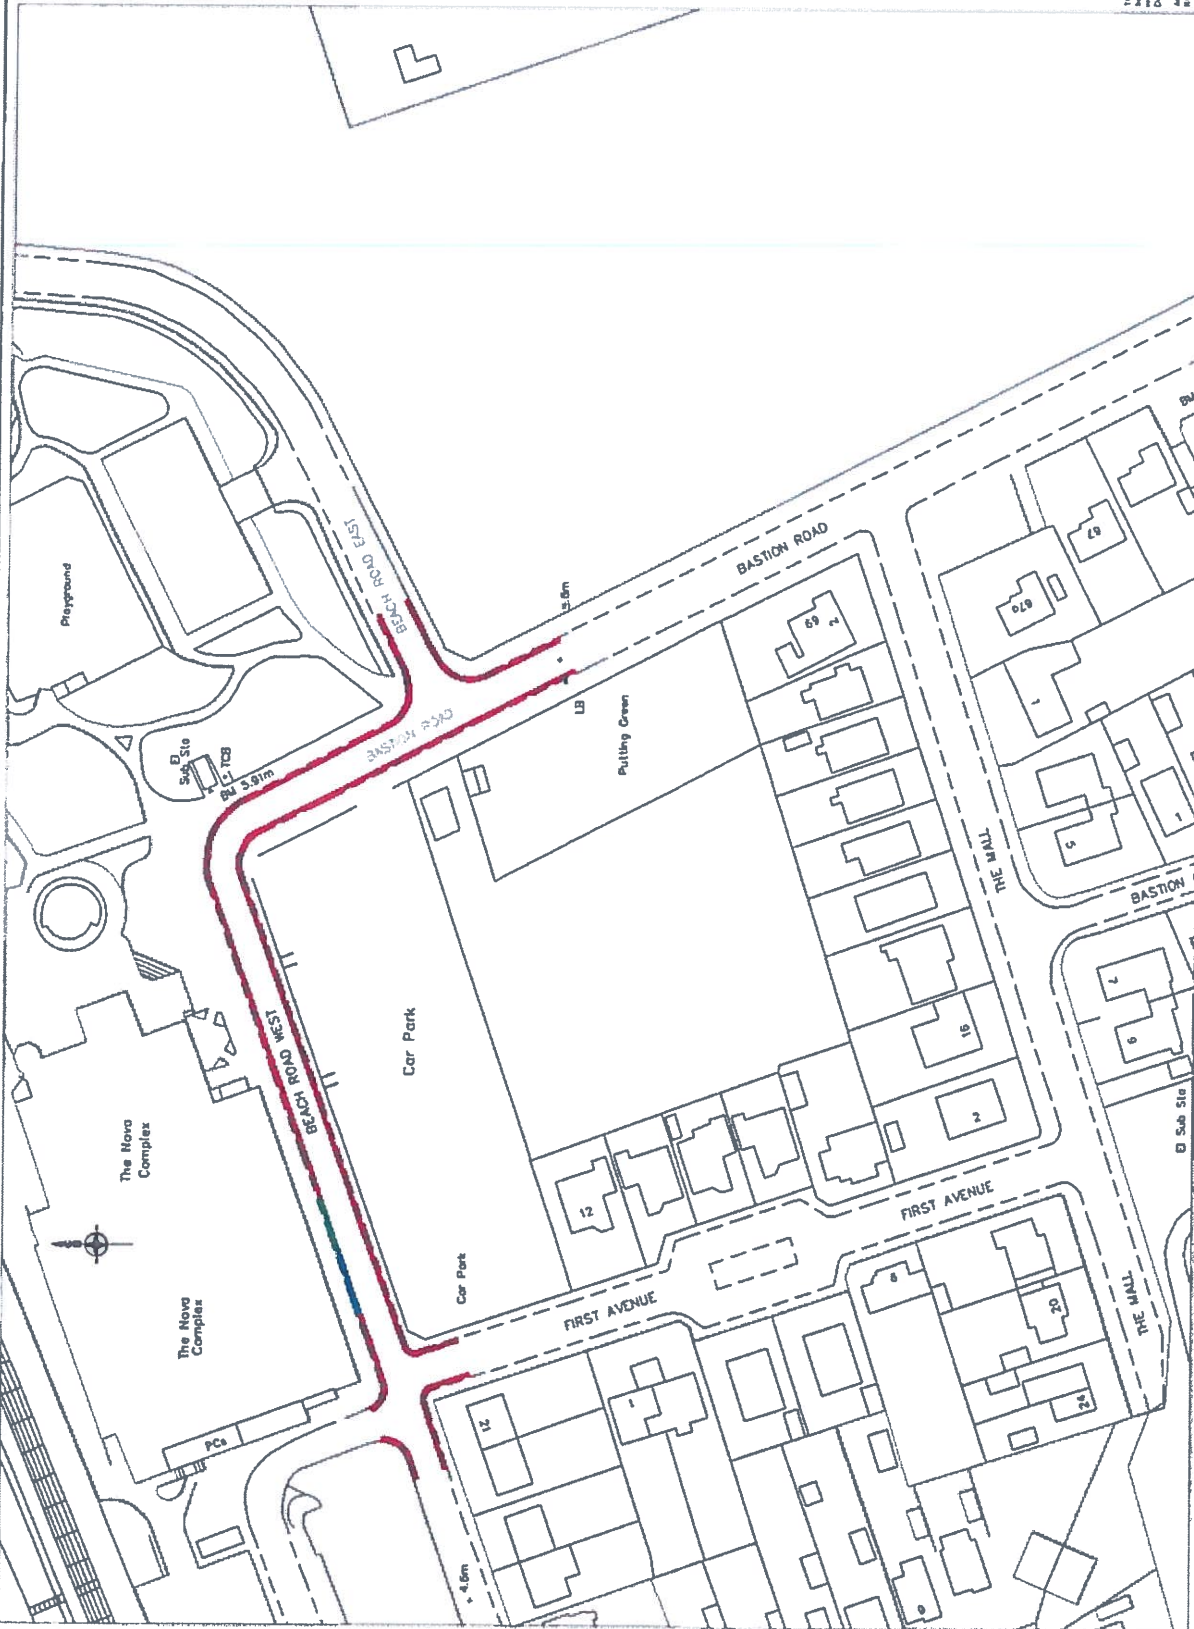 Playground
El
Sub Sta
TCB
BM 5.91m
BEACH ROAD EAST
BASTION ROAD
LB
Putting Green
BASTION ROAD
69
2
67
67a
1
5
1
THE MALL
BASTION
7
9
El Sub Sta
16
2
BEACH ROAD WEST
Car Park
The Nova
Complex
The Nova
Complex
Car Park
12
FIRST AVENUE
FIRST AVENUE
8
20
24
THE MALL
PCs
21
1
4.6m
9